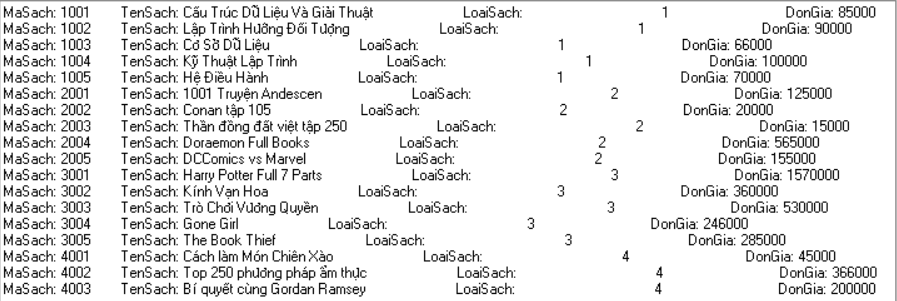 MaSach: 1001 TenSach: Cấu Trúc Dữ Liệu Và Giải Thuật LoaiSach: 1 DonGia: 85000
MaSach: 1002 TenSach: Lập Trình Hướng Đối Tượng LoaiSach: 1 DonGia: 90000
MaSach: 1003 TenSach: Cơ Sở Dữ Liệu LoaiSach: 1 DonGia: 66000
MaSach: 1004 TenSach: Kỹ Thuật Lập Trình LoaiSach: 1 DonGia: 100000
MaSach: 1005 TenSach: Hệ Điều Hành LoaiSach: 1 DonGia: 70000
MaSach: 2001 TenSach: 1001 Truyện Andescen LoaiSach: 2 DonGia: 125000
MaSach: 2002 TenSach: Conan tập 105 LoaiSach: 2 DonGia: 20000
MaSach: 2003 TenSach: Thần đồng đất việt tập 250 LoaiSach: 2 DonGia: 15000
MaSach: 2004 TenSach: Doraemon Full Books LoaiSach: 2 DonGia: 565000
MaSach: 2005 TenSach: DCComics vs Marvel LoaiSach: 2 DonGia: 155000
MaSach: 3001 TenSach: Harry Potter Full 7 Parts LoaiSach: 3 DonGia: 1570000
MaSach: 3002 TenSach: Kính Vạn Hoa LoaiSach: 3 DonGia: 360000
MaSach: 3003 TenSach: Trò Chơi Vương Quyền LoaiSach: 3 DonGia: 530000
MaSach: 3004 TenSach: Gone Girl LoaiSach: 3 DonGia: 246000
MaSach: 3005 TenSach: The Book Thief LoaiSach: 3 DonGia: 285000
MaSach: 4001 TenSach: Cách làm Món Chiên Xào LoaiSach: 4 DonGia: 45000
MaSach: 4002 TenSach: Top 250 phương pháp ẩm thực LoaiSach: 4 DonGia: 366000
MaSach: 4003 TenSach: Bí quyết cùng Gordan Ramsey LoaiSach: 4 DonGia: 200000